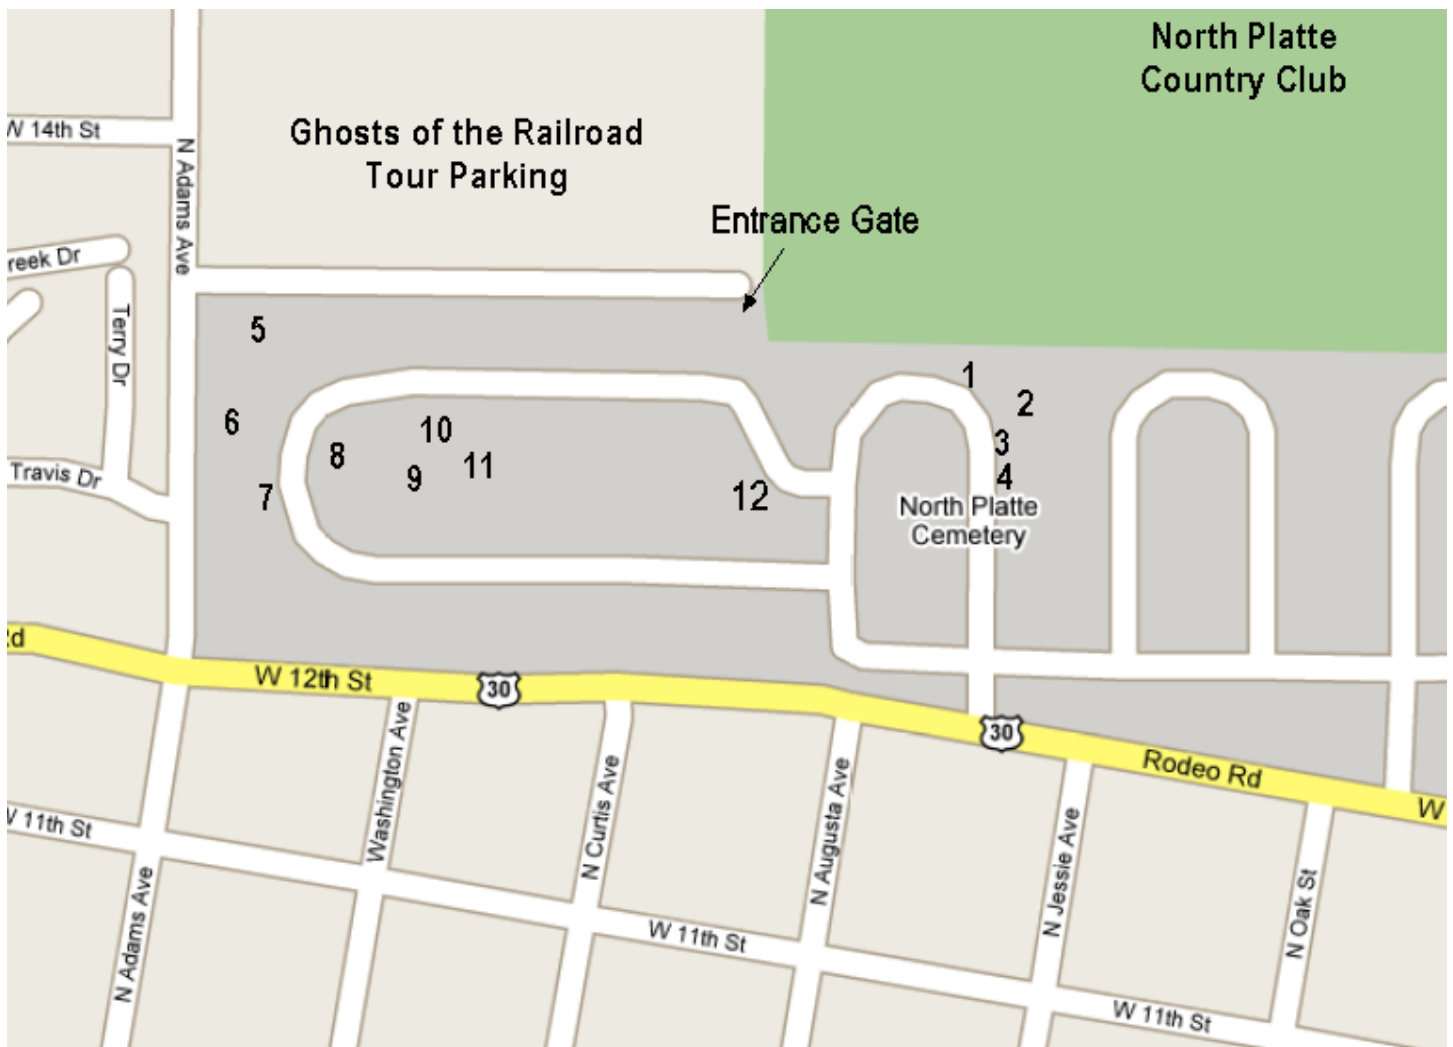 North Platte
Country Club
W 14th St
Ghosts of the Railroad
Tour Parking
N Adams Ave
Entrance Gate
reek Dr
Terry Dr
5
1
2
6
10
3
8
11
4
9
Travis Dr
7
12
North Platte
Cemetery
W 12th St
30
30
Rodeo Rd
W
Washington Ave
N Curtis Ave
N Augusta Ave
N Jessie Ave
N Oak St
W 11th St
N Adams Ave
W 11th St
W 11th St